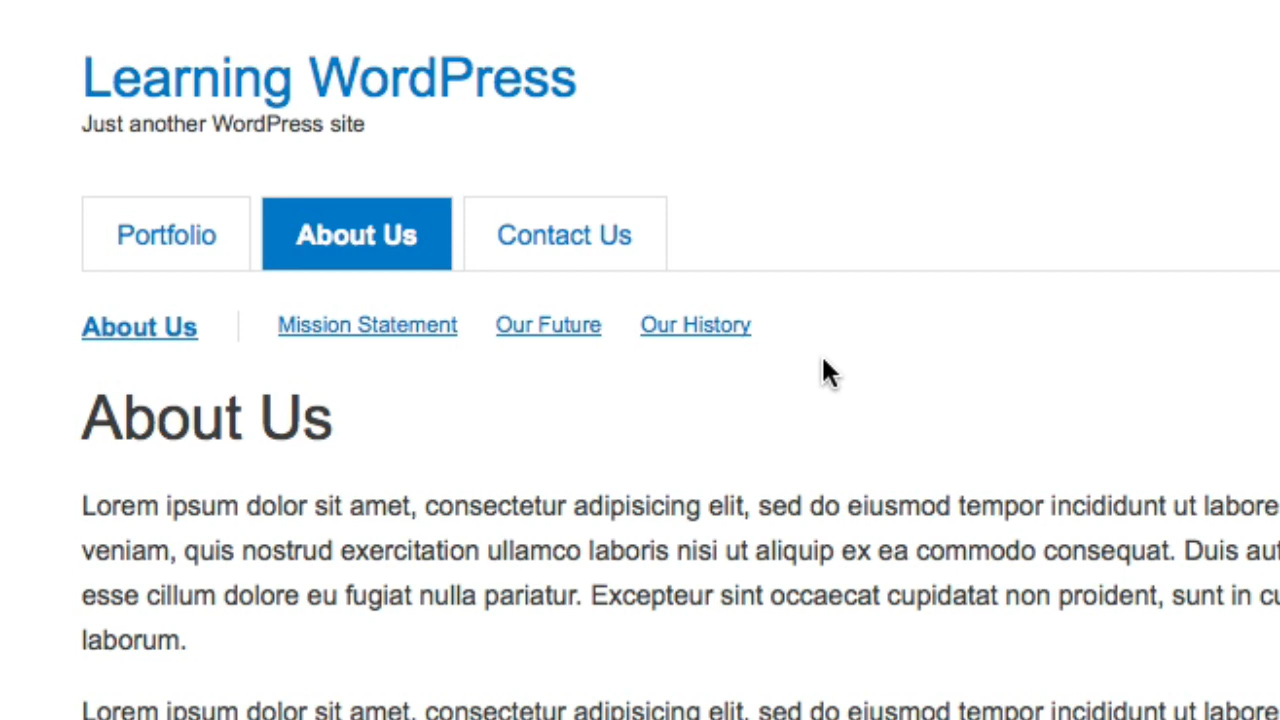 Learning WordPress
Just another WordPress site
Portfolio About Us Contact Us
About Us Mission Statement Our Future Our History
About Us
Lorem ipsum dolor sit amet, consectetur adipisicing elit, sed do eiusmod tempor incididunt ut labore
veniam, quis nostrud exercitation ullamco laboris nisi ut aliquip ex ea commodo consequat. Duis aut
esse cillum dolore eu fugiat nulla pariatur. Excepteur sint occaecat cupidatat non proident, sunt in cu
laborum.
Lorem ipsum dolor sit amet, consectetur adipisicing elit, sed do eiusmod tempor incididunt ut labore